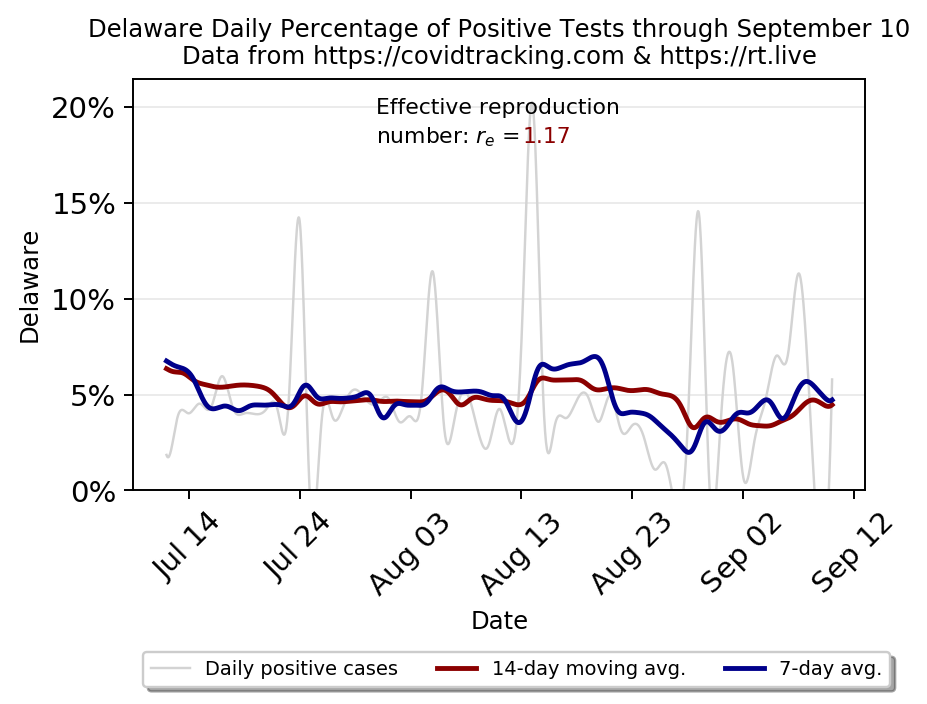 Delaware Daily Percentage of Positive Tests through September 10
Data from https://covidtracking.com & https://rt.live
Effective reproduction
number: rₑ =1.17
20%
15%
10%
5%
0%
Delaware
Jul 14
Jul 24
Aug 03
Aug 13
Aug 23
Sep 02
Sep 12
Date
Daily positive cases
14-day moving avg.
7-day avg.